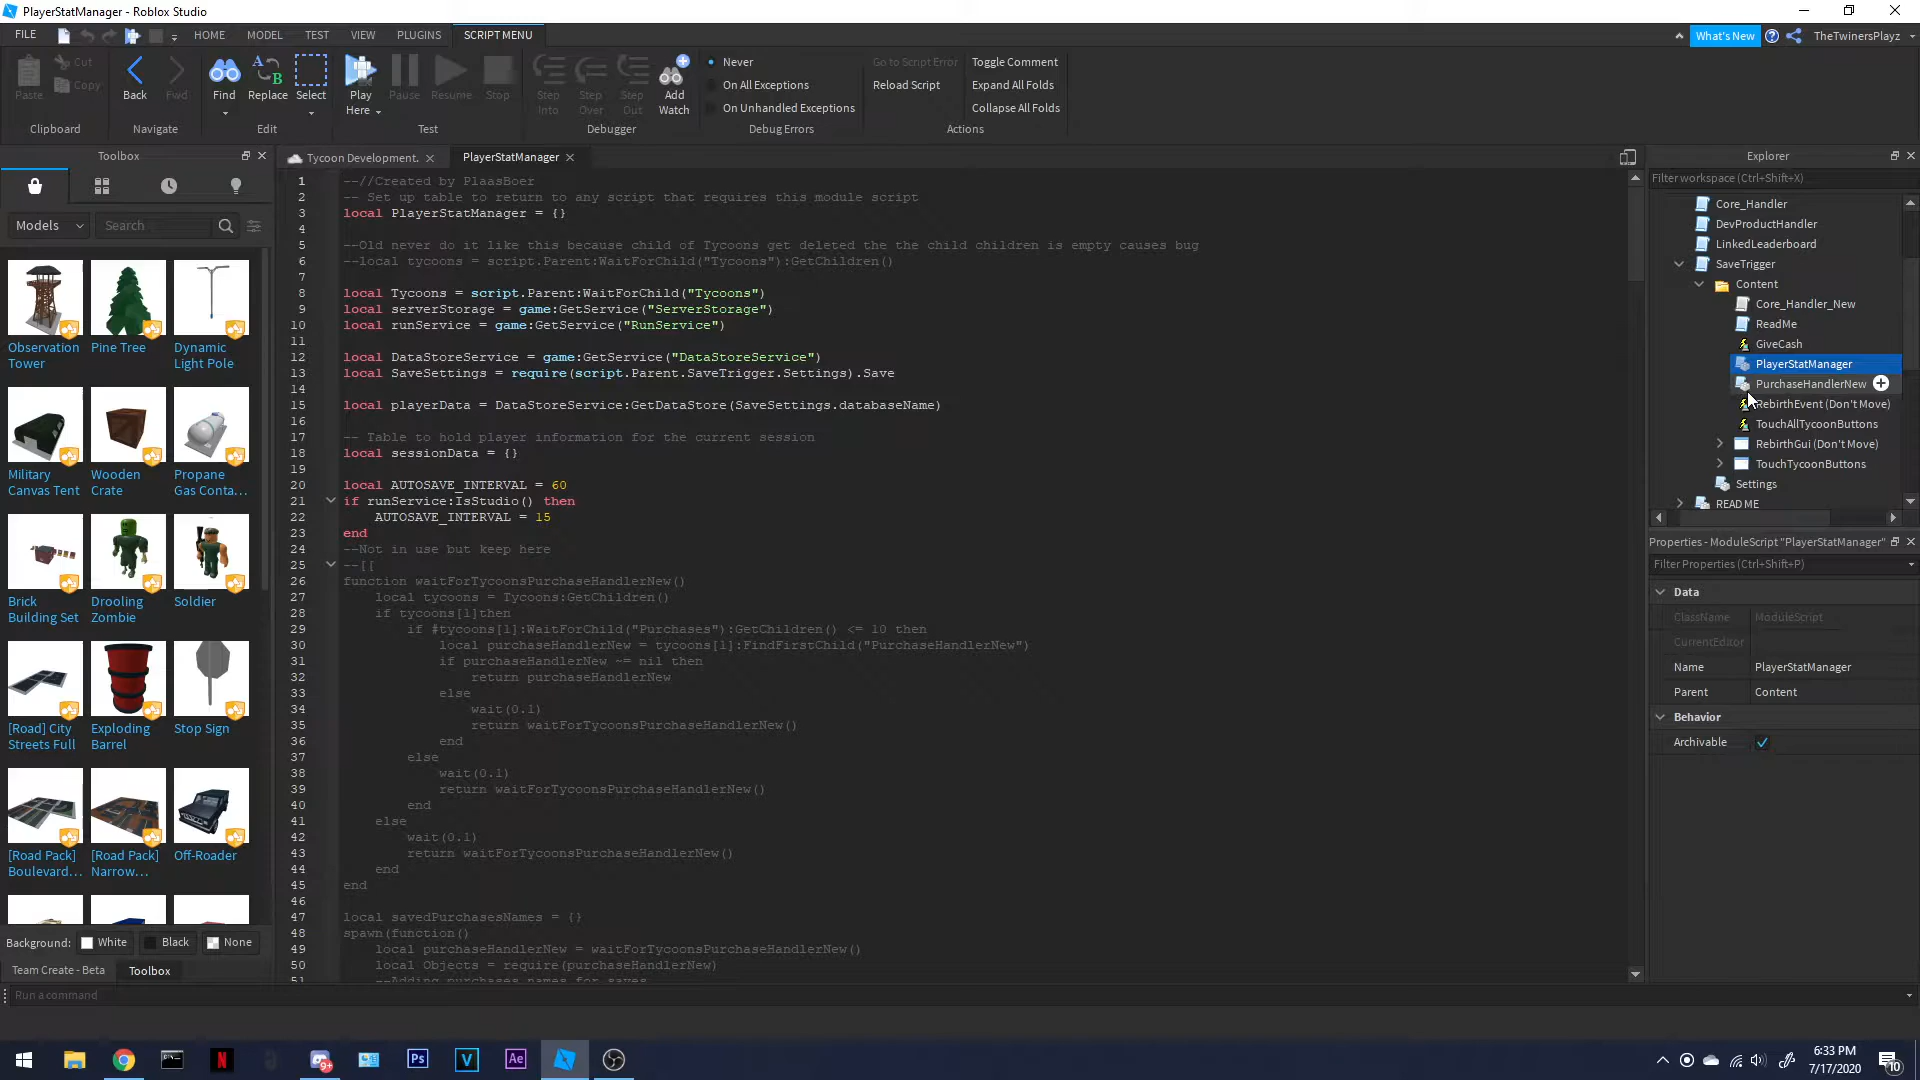 PlayerStatManager - Roblox Studio
FILE
HOME
MODEL
TEST
VIEW
PLUGINS
SCRIPT MENU
What's New
TheTwinersPlayz
Paste
Cut
Copy
Clipboard
Back
Fwd
Navigate
Find
Replace
Select
Edit
Play Here
Pause
Resume
Stop
Test
Step Into
Step Over
Step Out
Add Watch
Debugger
Never
On All Exceptions
On Unhandled Exceptions
Debug Errors
Go to Script Error
Reload Script
Toggle Comment
Expand All Folds
Collapse All Folds
Actions
Toolbox
Models
Search
Observation Tower
Pine Tree
Dynamic Light Pole
Military Canvas Tent
Wooden Crate
Propane Gas Conta...
Brick Building Set
Drooling Zombie
Soldier
[Road] City Streets Full
Exploding Barrel
Stop Sign
[Road Pack] Boulevard...
[Road Pack] Narrow...
Off-Roader
Background:
White
Black
None
Team Create - Beta
Toolbox
Run a command
Tycoon Development.
PlayerStatManager
1 --//Created by PlaasBoer
2 -- Set up table to return to any script that requires this module script
3 local PlayerStatManager = {}
4
5 --Old never do it like this because child of Tycoons get deleted the the child children is empty causes bug
6 --local tycoons = script.Parent:WaitForChild("Tycoons"):GetChildren()
7
8 local Tycoons = script.Parent:WaitForChild("Tycoons")
9 local serverStorage = game:GetService("ServerStorage")
10 local runService = game:GetService("RunService")
11
12 local DataStoreService = game:GetService("DataStoreService")
13 local SaveSettings = require(script.Parent.SaveTrigger.Settings).Save
14
15 local playerData = DataStoreService:GetDataStore(SaveSettings.databaseName)
16
17 -- Table to hold player information for the current session
18 local sessionData = {}
19
20 local AUTOSAVE_INTERVAL = 60
21 if runService:IsStudio() then
22 AUTOSAVE_INTERVAL = 15
23 end
24 --Not in use but keep here
25 --[[
26 function waitForTycoonsPurchaseHandlerNew()
27 local tycoons = Tycoons:GetChildren()
28 if tycoons[1]then
29 if #tycoons[1]:WaitForChild("Purchases"):GetChildren() <= 10 then
30 local purchaseHandlerNew = tycoons[1]:FindFirstChild("PurchaseHandlerNew")
31 if purchaseHandlerNew ~= nil then
32 return purchaseHandlerNew
33 else
34 wait(0.1)
35 return waitForTycoonsPurchaseHandlerNew()
36 end
37 else
38 wait(0.1)
39 return waitForTycoonsPurchaseHandlerNew()
40 end
41 else
42 wait(0.1)
43 return waitForTycoonsPurchaseHandlerNew()
44 end
45 end
46
47 local savedPurchasesNames = {}
48 spawn(function()
49 local purchaseHandlerNew = waitForTycoonsPurchaseHandlerNew()
50 local Objects = require(purchaseHandlerNew)
51 --Adding purchases names for saves
Explorer
Filter workspace (Ctrl+Shift+X)
Core_Handler
DevProductHandler
LinkedLeaderboard
SaveTrigger
Content
Core_Handler_New
ReadMe
GiveCash
PlayerStatManager
PurchaseHandlerNew
RebirthEvent (Don't Move)
TouchAllTycoonButtons
RebirthGui (Don't Move)
TouchTycoonButtons
Settings
README
Properties - ModuleScript "PlayerStatManager"
Filter Properties (Ctrl+Shift+P)
Data
ClassName ModuleScript
CurrentEditor
Name PlayerStatManager
Parent Content
Behavior
Archivable
N
9+
Ps
V
Ae
6:33 PM
7/17/2020
10